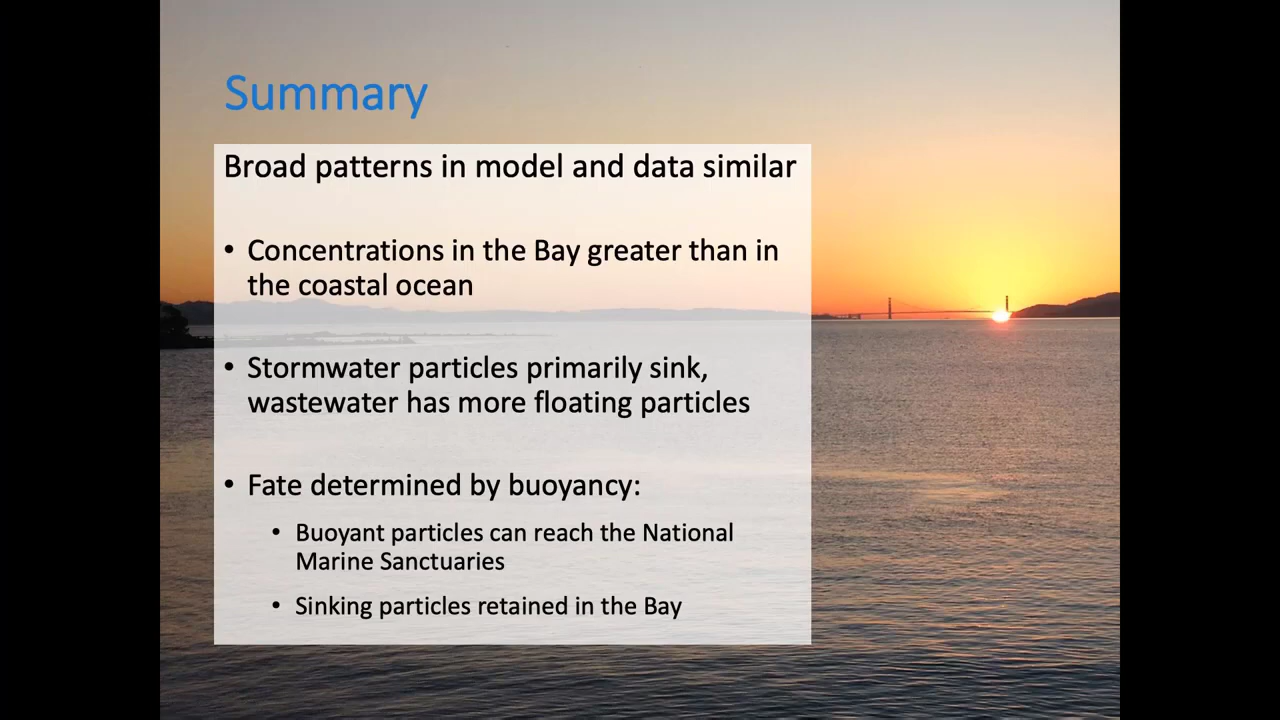 Summary
Broad patterns in model and data similar
• Concentrations in the Bay greater than in
the coastal ocean
• Stormwater particles primarily sink,
wastewater has more floating particles
• Fate determined by buoyancy:
• Buoyant particles can reach the National
Marine Sanctuaries
• Sinking particles retained in the Bay